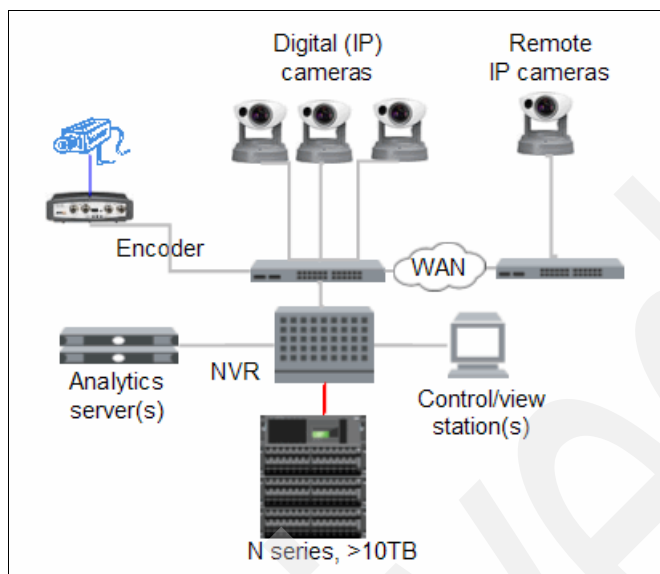 Digital (IP)
cameras
Remote
IP cameras
Encoder
WAN
NVR
Analytics
server(s)
Control/view
station(s)
N series, >10TB